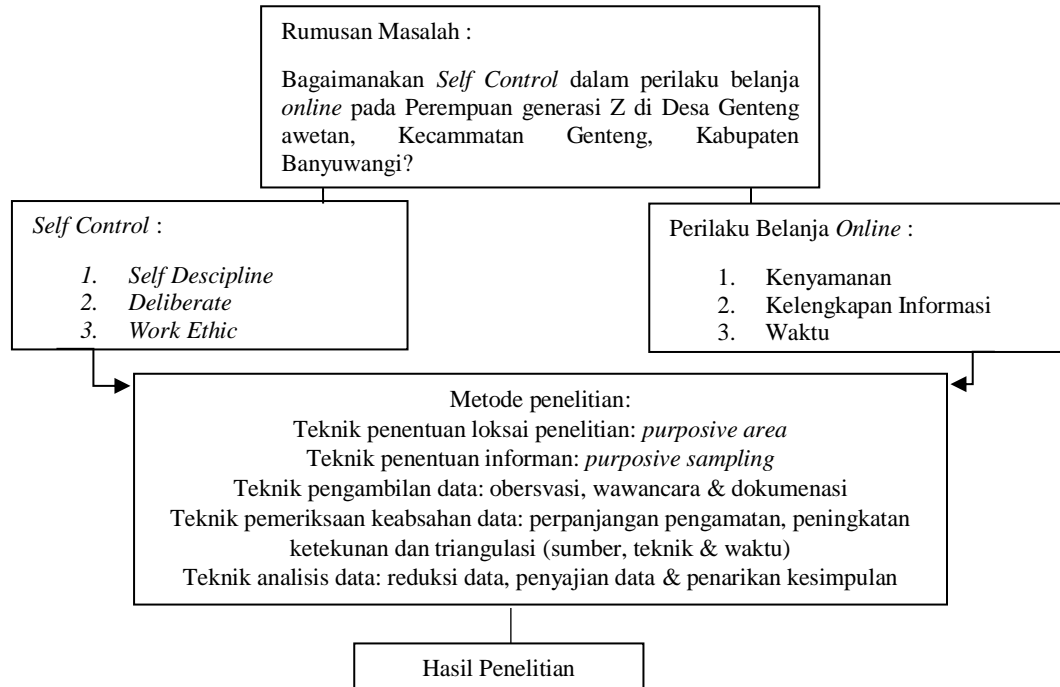 Rumusan Masalah :
Bagaimanakan Self Control dalam perilaku belanja
online pada Perempuan generasi Z di Desa Genteng
awetan, Kecammatan Genteng, Kabupaten
Banyuwangi?
Self Control :
1. Self Descipline
2. Deliberate
3. Work Ethic
Perilaku Belanja Online :
1. Kenyamanan
2. Kelengkapan Informasi
3. Waktu
Metode penelitian:
Teknik penentuan loksai penelitian: purposive area
Teknik penentuan informan: purposive sampling
Teknik pengambilan data: obersvasi, wawancara & dokumenasi
Teknik pemeriksaan keabsahan data: perpanjangan pengamatan, peningkatan
ketekunan dan triangulasi (sumber, teknik & waktu)
Teknik analisis data: reduksi data, penyajian data & penarikan kesimpulan
Hasil Penelitian